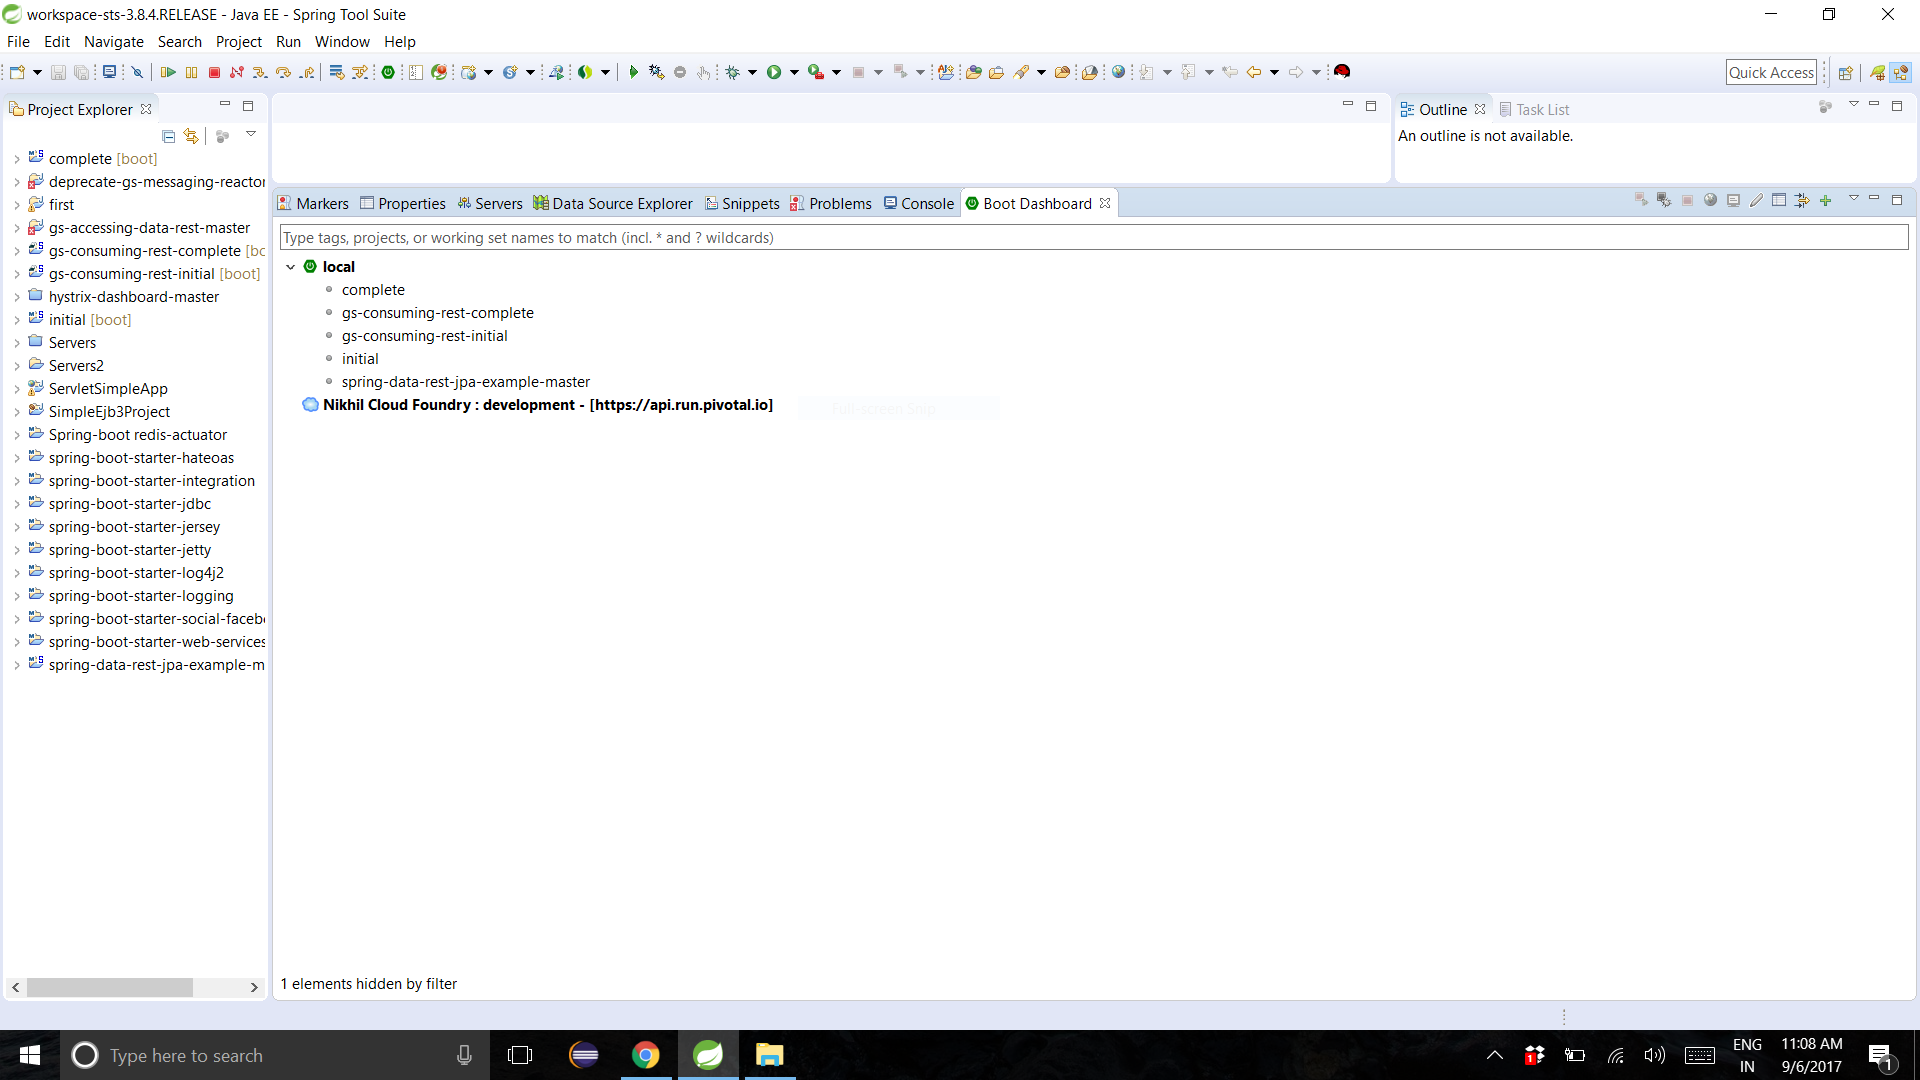 workspace-sts-3.8.4.RELEASE - Java EE - Spring Tool Suite
File Edit Navigate Search Project Run Window Help
Quick Access
Project Explorer
complete [boot]
deprecate-gs-messaging-reactor
first
gs-accessing-data-rest-master
gs-consuming-rest-complete [bo
gs-consuming-rest-initial [boot]
hystrix-dashboard-master
initial [boot]
Servers
Servers2
ServletSimpleApp
SimpleEjb3Project
Spring-boot redis-actuator
spring-boot-starter-hateoas
spring-boot-starter-integration
spring-boot-starter-jdbc
spring-boot-starter-jersey
spring-boot-starter-jetty
spring-boot-starter-log4j2
spring-boot-starter-logging
spring-boot-starter-social-facebo
spring-boot-starter-web-services
spring-data-rest-jpa-example-m
Outline Task List
An outline is not available.
Markers Properties Servers Data Source Explorer Snippets Problems Console Boot Dashboard
Type tags, projects, or working set names to match (incl. * and ? wildcards)
local
complete
gs-consuming-rest-complete
gs-consuming-rest-initial
initial
spring-data-rest-jpa-example-master
Nikhil Cloud Foundry : development - [https://api.run.pivotal.io]
Full-screen Snip
1 elements hidden by filter
Type here to search
1
ENG
IN
11:08 AM
9/6/2017
1